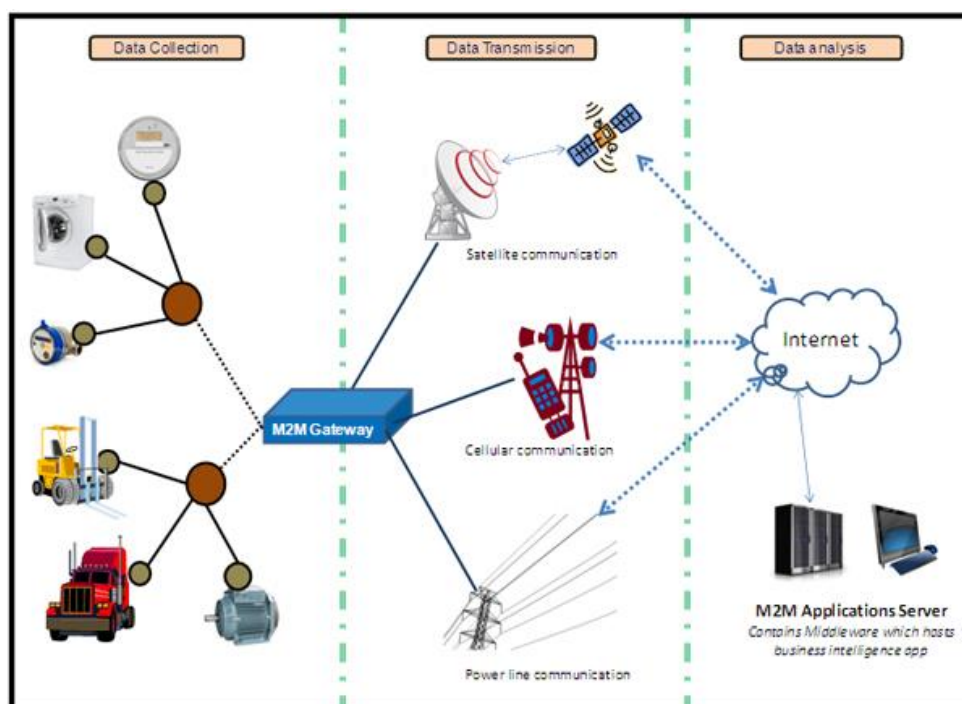 Data Collection
Data Transmission
Data analysis
Satellite communication
Internet
M2M Gateway
Cellular communication
M2M Applications Server
Contains Middleware which hosts
business intelligence app
Power line communication